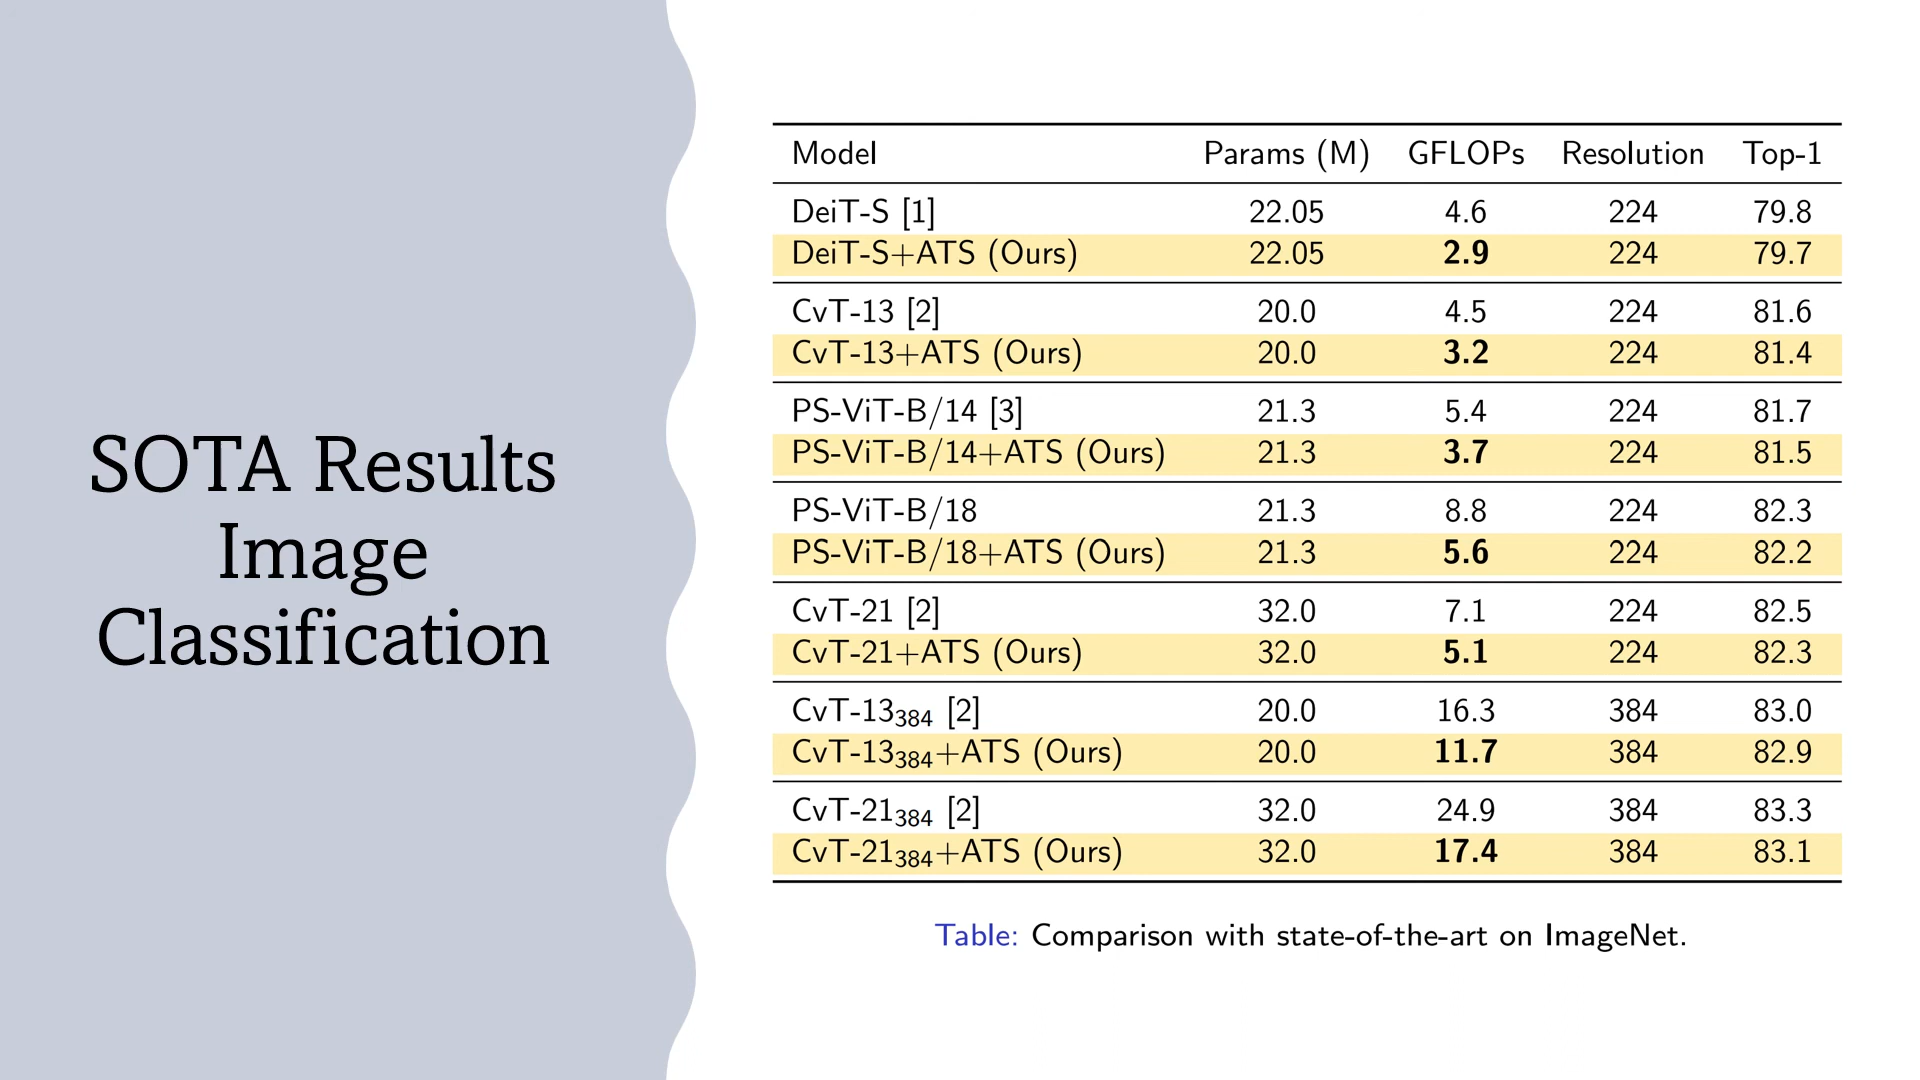 SOTA Results
Image
Classification
Model Params (M) GFLOPs Resolution Top-1
DeiT-S [1] 22.05 4.6 224 79.8
DeiT-S+ATS (Ours) 22.05 2.9 224 79.7
CvT-13 [2] 20.0 4.5 224 81.6
CvT-13+ATS (Ours) 20.0 3.2 224 81.4
PS-ViT-B/14 [3] 21.3 5.4 224 81.7
PS-ViT-B/14+ATS (Ours) 21.3 3.7 224 81.5
PS-ViT-B/18 21.3 8.8 224 82.3
PS-ViT-B/18+ATS (Ours) 21.3 5.6 224 82.2
CvT-21 [2] 32.0 7.1 224 82.5
CvT-21+ATS (Ours) 32.0 5.1 224 82.3
CvT-13384 [2] 20.0 16.3 384 83.0
CvT-13384+ATS (Ours) 20.0 11.7 384 82.9
CvT-21384 [2] 32.0 24.9 384 83.3
CvT-21384+ATS (Ours) 32.0 17.4 384 83.1
Table: Comparison with state-of-the-art on ImageNet.